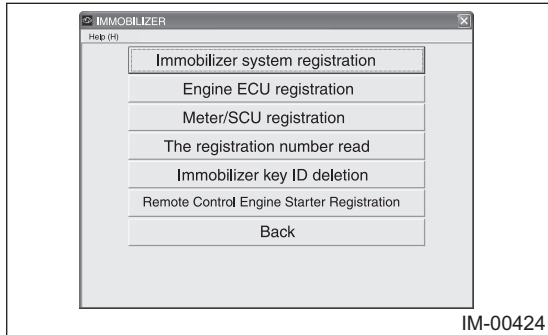 IMMOBILIZER
Help (H)
Immobilizer system registration
Engine ECU registration
Meter/SCU registration
The registration number read
Immobilizer key ID deletion
Remote Control Engine Starter Registration
Back
IM-00424